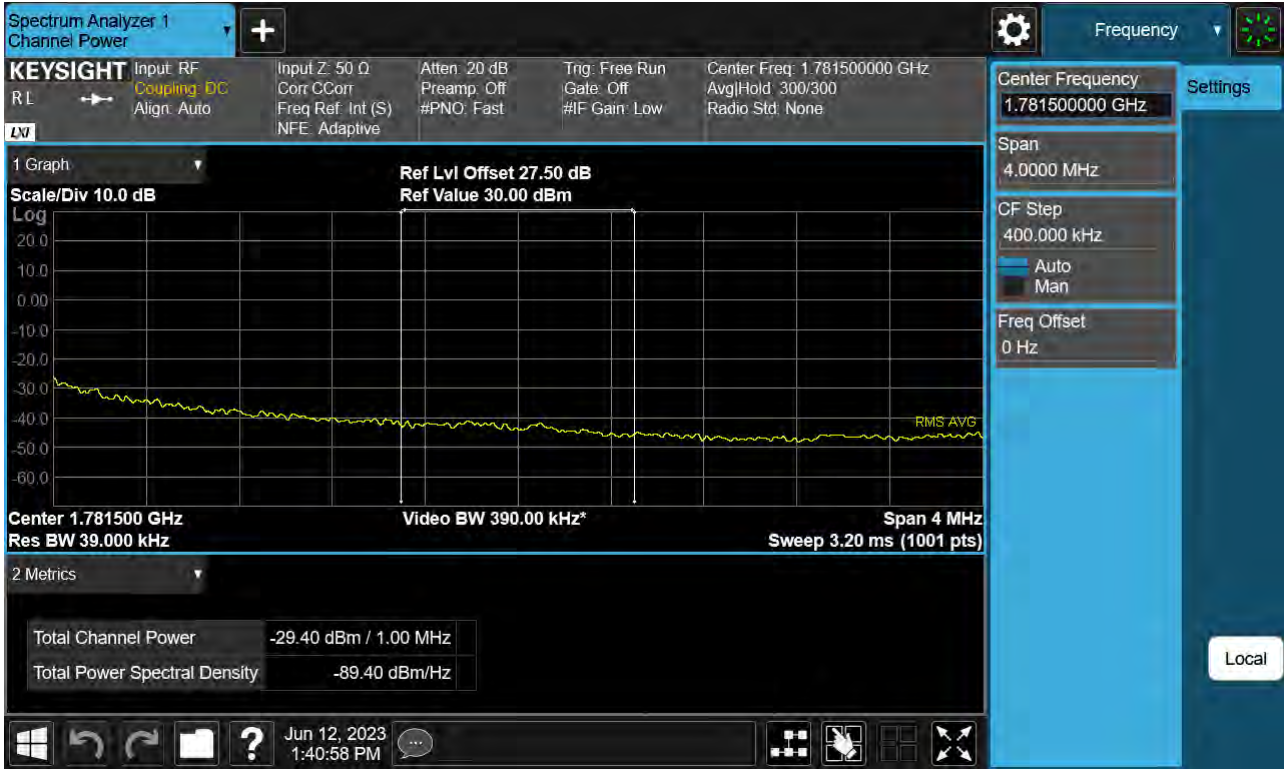 Spectrum Analyzer 1
Channel Power
Frequency
KEYSIGHT
R L
LXI
Input: RF
Coupling: DC
Align: Auto
Input Z: 50 Ω
Corr CCorr
Freq Ref: Int (S)
NFE: Adaptive
Atten: 20 dB
Preamp: Off
#PNO: Fast
Trig: Free Run
Gate: Off
#IF Gain: Low
Center Freq: 1.781500000 GHz
Avg|Hold: 300/300
Radio Std: None
Center Frequency
1.781500000 GHz
Settings
Span
4.0000 MHz
CF Step
400.000 kHz
Auto
Man
Freq Offset
0 Hz
1 Graph
Scale/Div 10.0 dB
Ref Lvl Offset 27.50 dB
Ref Value 30.00 dBm
Log
20.0
10.0
0.00
-10.0
-20.0
-30.0
-40.0
-50.0
-60.0
RMS AVG
Center 1.781500 GHz
Video BW 390.00 kHz*
Span 4 MHz
Res BW 39.000 kHz
Sweep 3.20 ms (1001 pts)
2 Metrics
Total Channel Power -29.40 dBm / 1.00 MHz
Total Power Spectral Density -89.40 dBm/Hz
Local
?
Jun 12, 2023
1:40:58 PM